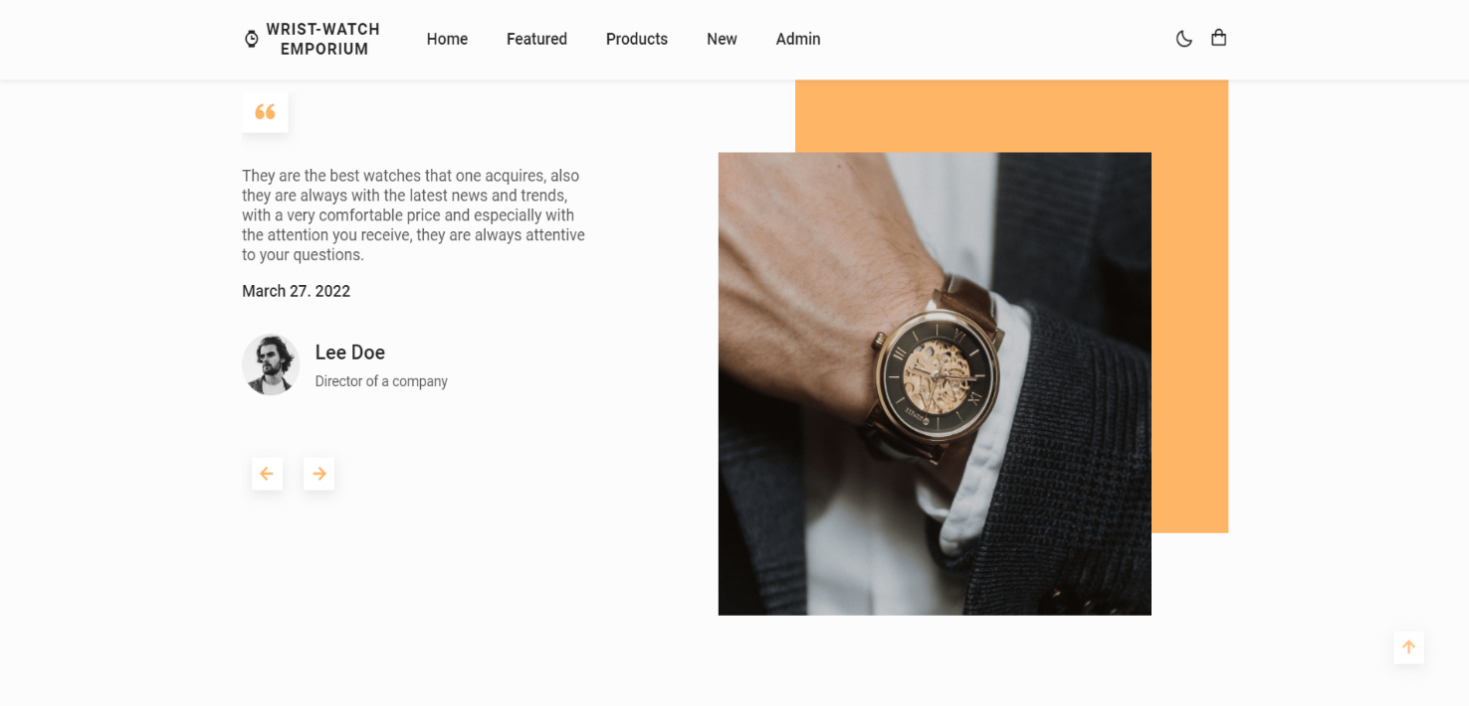 WRIST-WATCH
EMPORIUM
Home Featured Products New Admin
“
They are the best watches that one acquires, also
they are always with the latest news and trends,
with a very comfortable price and especially with
the attention you receive, they are always attentive
to your questions.
March 27. 2022
Lee Doe
Director of a company